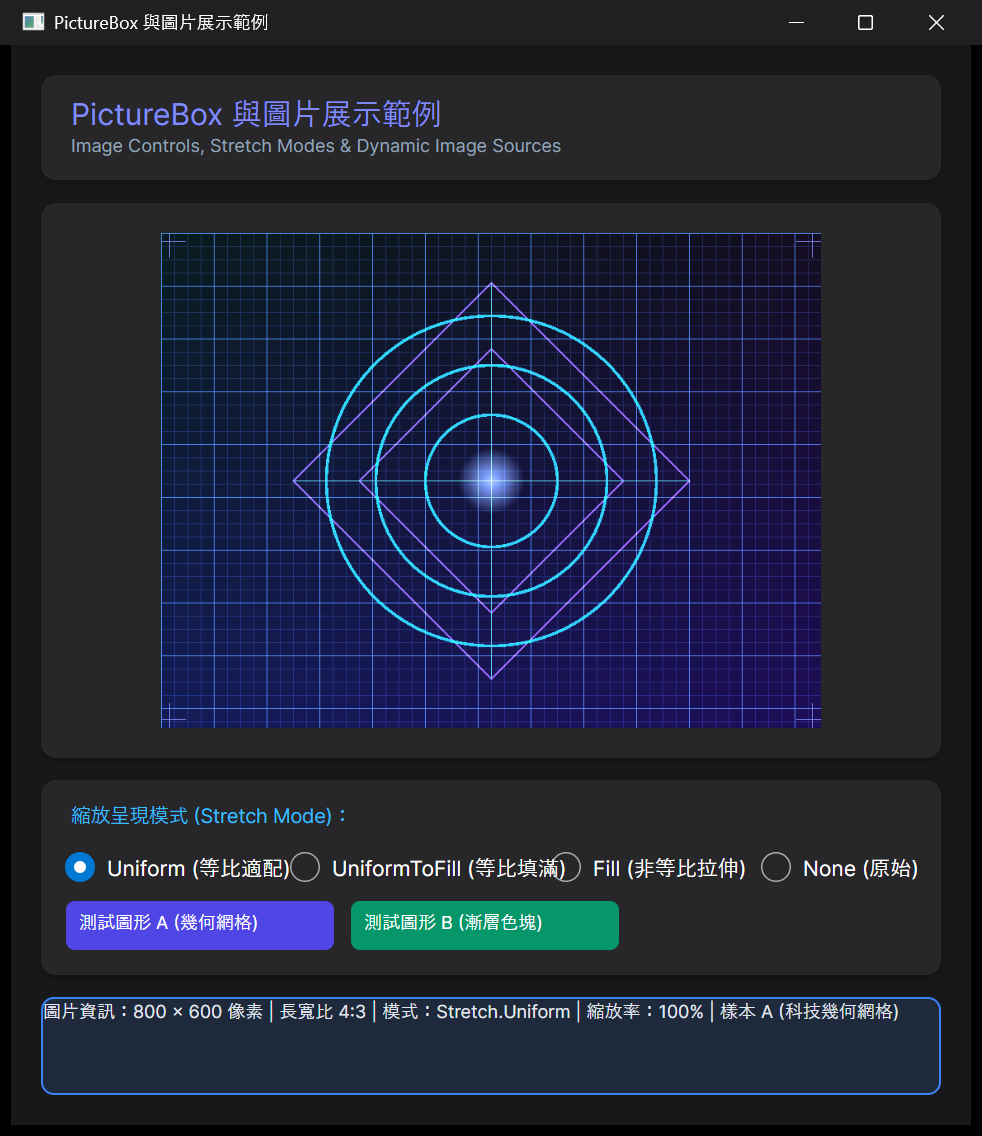 PictureBox 與圖片展示範例
PictureBox 與圖片展示範例
Image Controls, Stretch Modes & Dynamic Image Sources
縮放呈現模式 (Stretch Mode)：
Uniform (等比適配) UniformToFill (等比填滿) Fill (非等比拉伸) None (原始)
測試圖形 A (幾何網格) 測試圖形 B (漸層色塊)
圖片資訊：800 × 600 像素 | 長寬比 4:3 | 模式：Stretch.Uniform | 縮放率：100% | 樣本 A (科技幾何網格)